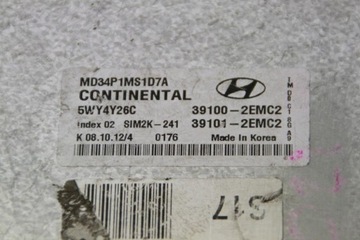 MD34P1MS1D7A
CONTINENTAL
5WY4Y26C 39100-2EMC2
Index 02 SIM2K-241 39101-2EMC2
K 08.10.12/4 0176 Made in Korea
S17